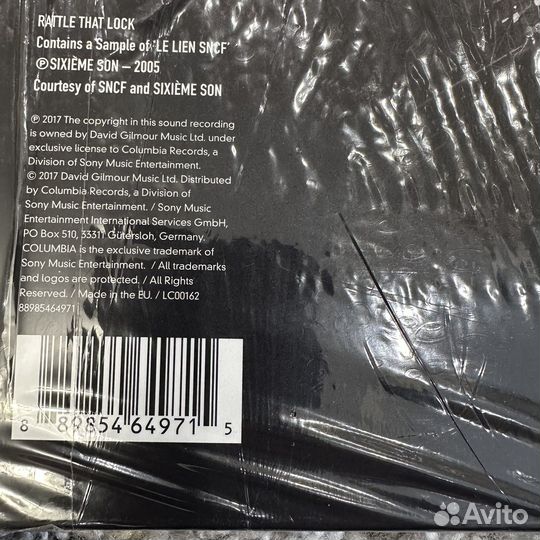 RATTLE THAT LOCK
Contains a Sample of 'LE LIEN SNCF'
℗ SIXIÈME SON – 2005
Courtesy of SNCF and SIXIÈME SON
℗ 2017 The copyright in this sound recording
is owned by David Gilmour Music Ltd. under
exclusive license to Columbia Records, a
Division of Sony Music Entertainment.
© 2017 David Gilmour Music Ltd. Distributed
by Columbia Records, a Division of
Sony Music Entertainment. / Sony Music
Entertainment International Services GmbH,
PO Box 510, 33311 Gütersloh, Germany.
COLUMBIA is the exclusive trademark of
Sony Music Entertainment. / All trademarks
and logos are protected. / All Rights
Reserved. / Made in the EU. / LC00162
88985464971
8 89854 64971 5
Avito